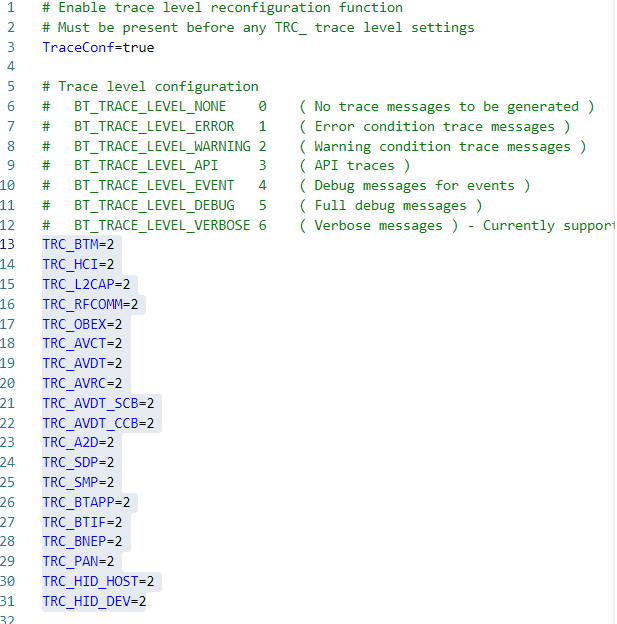 1 # Enable trace level reconfiguration function
2 # Must be present before any TRC_ trace level settings
3 TraceConf=true
4
5 # Trace level configuration
6 #   BT_TRACE_LEVEL_NONE    0    ( No trace messages to be generated )
7 #   BT_TRACE_LEVEL_ERROR   1    ( Error condition trace messages )
8 #   BT_TRACE_LEVEL_WARNING 2    ( Warning condition trace messages )
9 #   BT_TRACE_LEVEL_API     3    ( API traces )
10 #   BT_TRACE_LEVEL_EVENT   4    ( Debug messages for events )
11 #   BT_TRACE_LEVEL_DEBUG   5    ( Full debug messages )
12 #   BT_TRACE_LEVEL_VERBOSE 6    ( Verbose messages ) - Currently support
13 TRC_BTM=2
14 TRC_HCI=2
15 TRC_L2CAP=2
16 TRC_RFCOMM=2
17 TRC_OBEX=2
18 TRC_AVCT=2
19 TRC_AVDT=2
20 TRC_AVRC=2
21 TRC_AVDT_SCB=2
22 TRC_AVDT_CCB=2
23 TRC_A2D=2
24 TRC_SDP=2
25 TRC_SMP=2
26 TRC_BTAPP=2
27 TRC_BTIF=2
28 TRC_BNEP=2
29 TRC_PAN=2
30 TRC_HID_HOST=2
31 TRC_HID_DEV=2
32